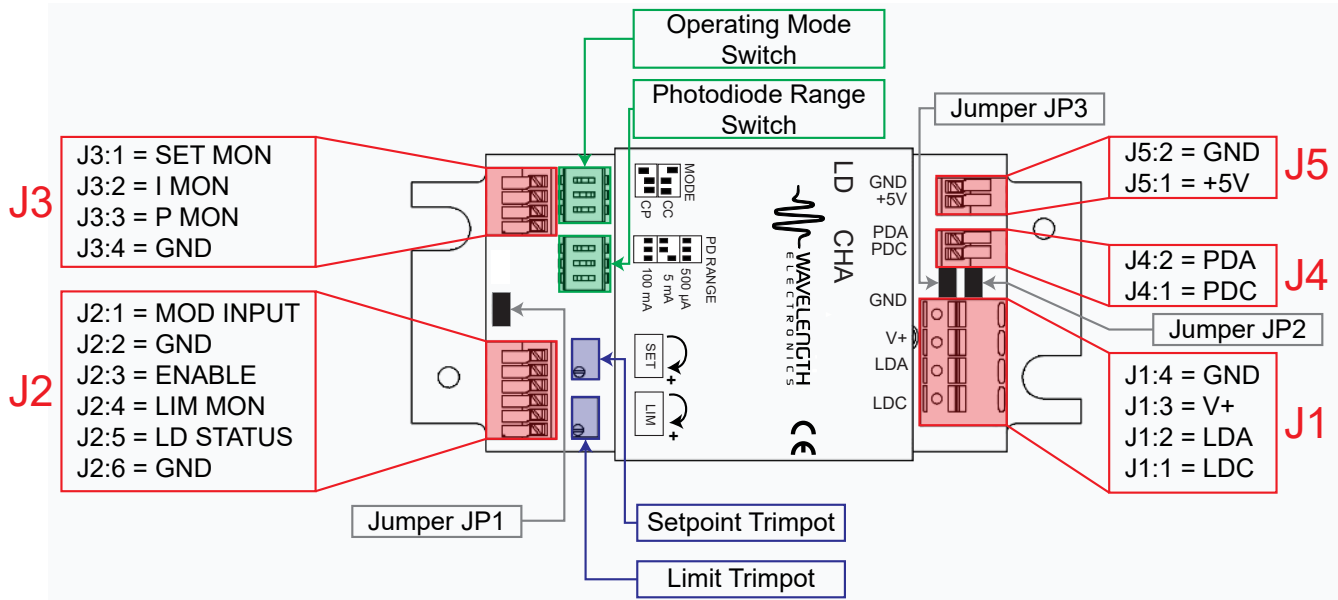 Operating Mode
Switch
Photodiode Range
Switch
Jumper JP3
J3
J3:1 = SET MON
J3:2 = I MON
J3:3 = P MON
J3:4 = GND
J2
J2:1 = MOD INPUT
J2:2 = GND
J2:3 = ENABLE
J2:4 = LIM MON
J2:5 = LD STATUS
J2:6 = GND
Jumper JP1
MODE
CC
CP
PD RANGE
500 µA
5 mA
100 mA
SET
+
LIM
+
WAVELENGTH
ELECTRONICS
CE
LD CHA
GND
+5V
PDA
PDC
GND
V+
LDA
LDC
J5:2 = GND
J5:1 = +5V
J5
J4:2 = PDA
J4:1 = PDC
J4
Jumper JP2
J1:4 = GND
J1:3 = V+
J1:2 = LDA
J1:1 = LDC
J1
Setpoint Trimpot
Limit Trimpot